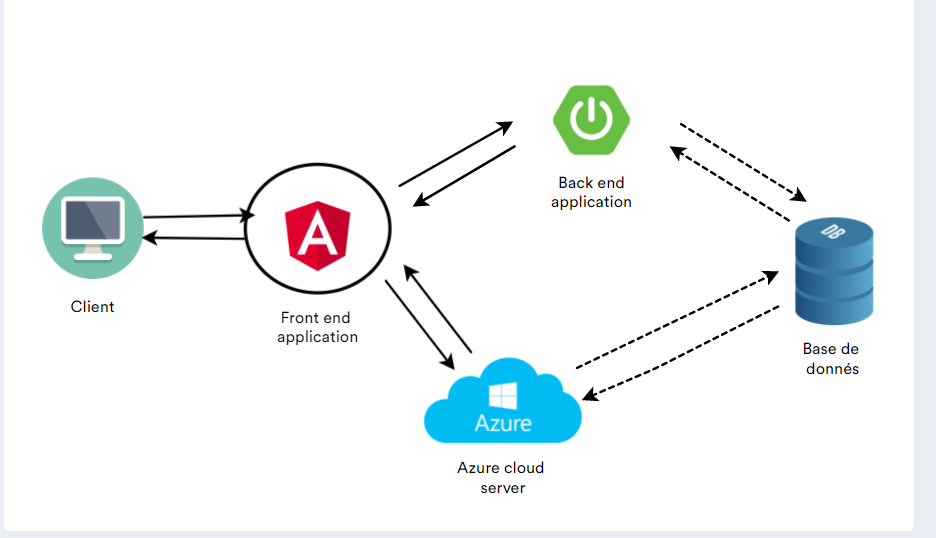 Client
A
Front end
application
Back end
application
DB
Base de
donnés
Azure
Azure cloud
server